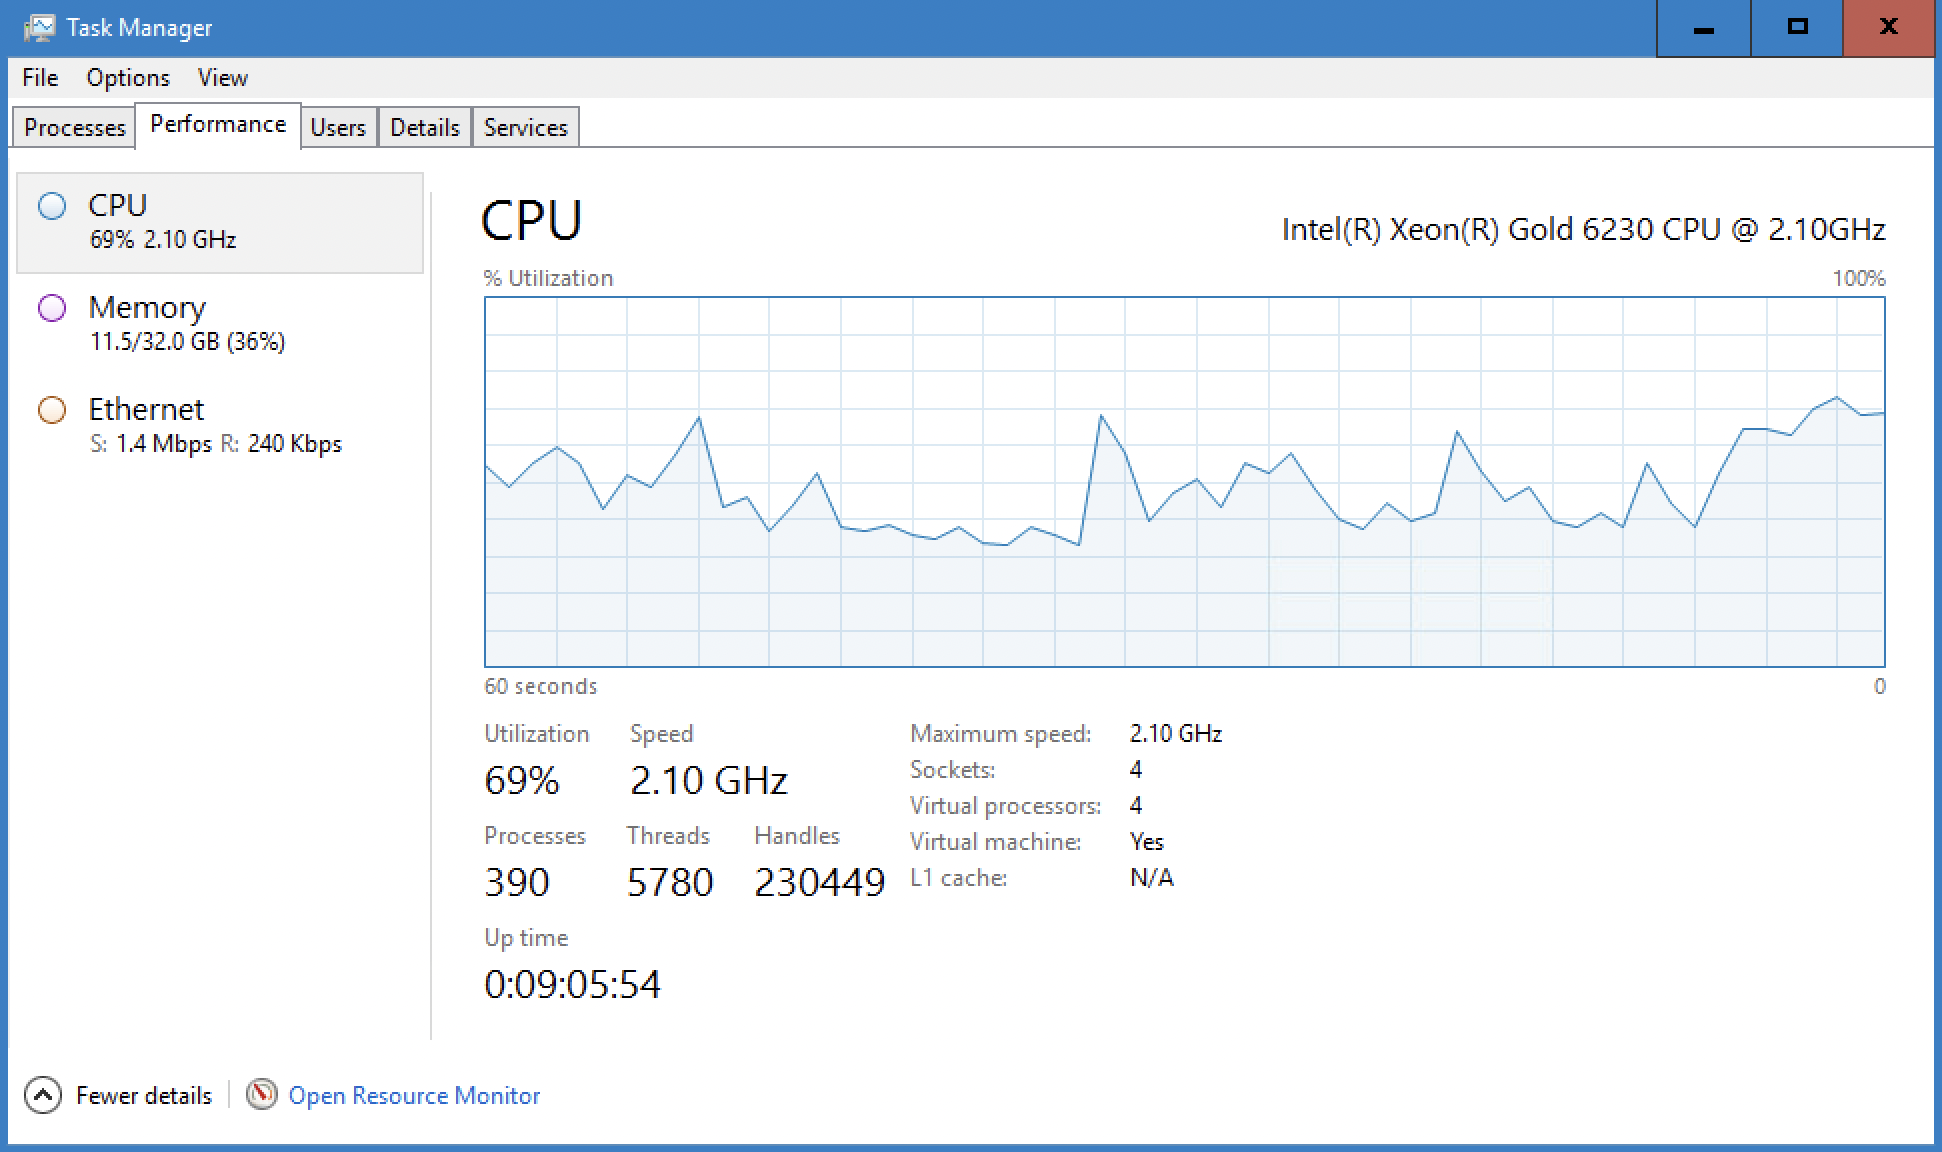 Task Manager
File Options View
Processes Performance Users Details Services
CPU
69% 2.10 GHz
Memory
11.5/32.0 GB (36%)
Ethernet
S: 1.4 Mbps R: 240 Kbps
CPU
Intel(R) Xeon(R) Gold 6230 CPU @ 2.10GHz
% Utilization 100%
60 seconds 0
Utilization Speed
69% 2.10 GHz
Processes Threads Handles
390 5780 230449
Up time
0:09:05:54
Maximum speed: 2.10 GHz
Sockets: 4
Virtual processors: 4
Virtual machine: Yes
L1 cache: N/A
Fewer details Open Resource Monitor